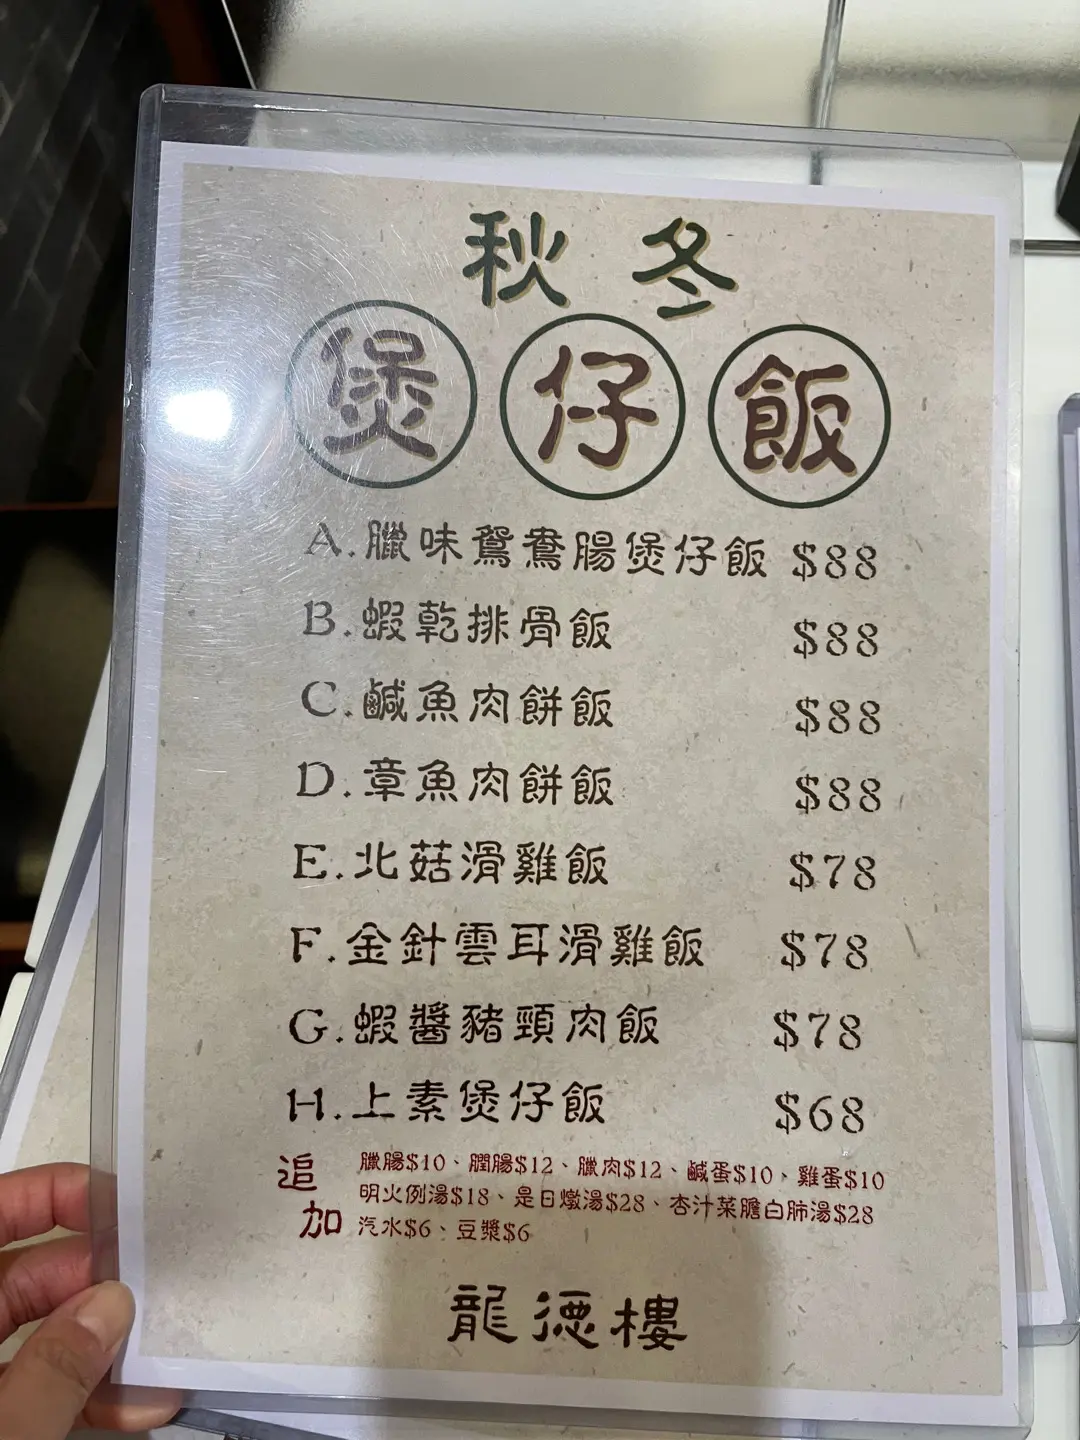 秋冬
煲仔飯
A.臘味鴛鴦腸煲仔飯 $88
B.蝦乾排骨飯 $88
C.鹹魚肉餅飯 $88
D.章魚肉餅飯 $88
E.北菇滑雞飯 $78
F.金針雲耳滑雞飯 $78
G.蝦醬豬頸肉飯 $78
H.上素煲仔飯 $68
追加
臘腸$10、膶腸$12、臘肉$12、鹹蛋$10、雞蛋$10
明火例湯$18、是日燉湯$28、杏汁菜膽白肺湯$28
汽水$6、豆漿$6
龍德樓